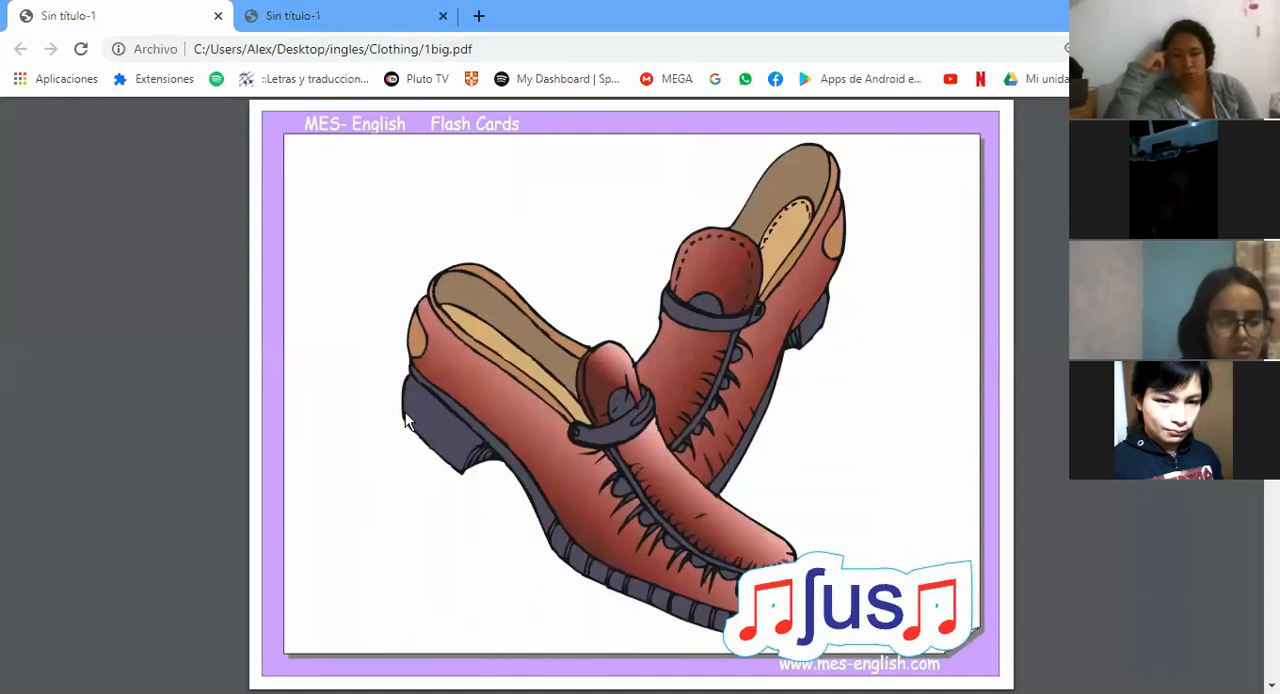 Sin título-1
Sin título-1
Archivo C:/Users/Alex/Desktop/ingles/Clothing/1big.pdf
Aplicaciones Extensiones ::Letras y traduccion... Pluto TV My Dashboard | Sp... MEGA Apps de Android e... Mi unida
MES- English Flash Cards
ʃus
www.mes-english.com